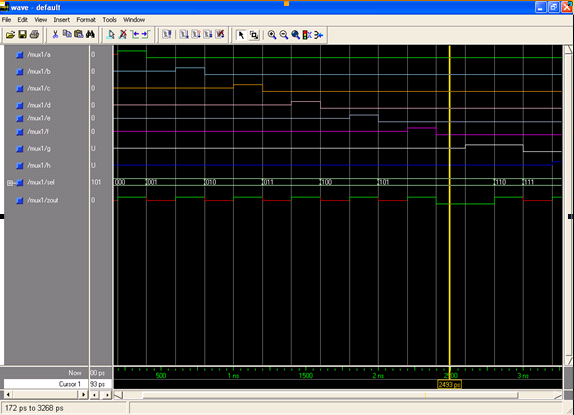 wave - default
File Edit View Insert Format Tools Window
/mux1/a 0
/mux1/b 0
/mux1/c 0
/mux1/d 0
/mux1/e 0
/mux1/f 0
/mux1/g U
/mux1/h U
/mux1/sel 101 000 001 010 011 100 101 110 111
/mux1/zout 0
Now 00 ps 500 1 ns 1500 2 ns 3 ns
Cursor 1 93 ps 2493 ps
172 ps to 3268 ps